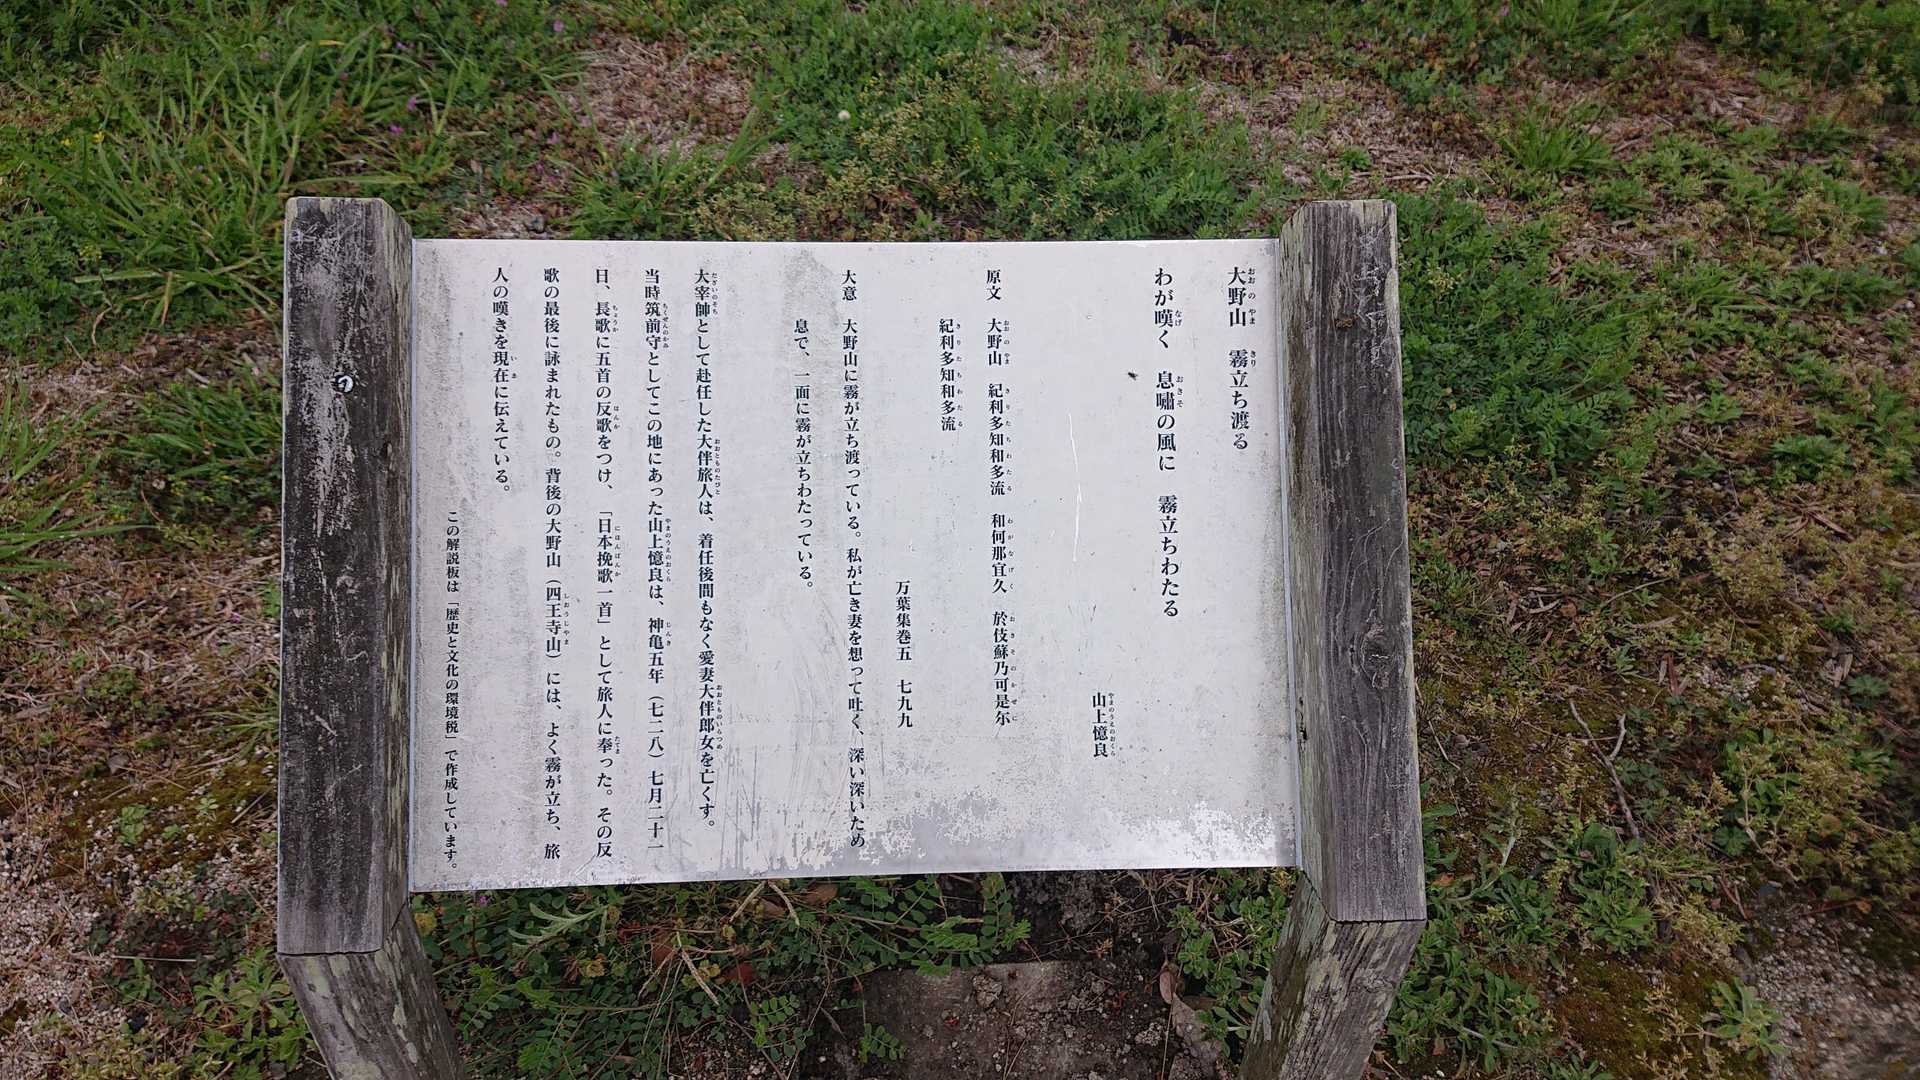 大野山　霧立ち渡る
わが嘆く　息嘯の風に　霧立ちわたる
山上憶良
原文　大野山　紀利多知和多流　和何那宜久　於伎蘇乃可是尓
紀利多知和多流
万葉集巻五　七九九
大意　大野山に霧が立ち渡っている。私が亡き妻を想って吐く、深い深いため
息で、一面に霧が立ちわたっている。
大宰帥として赴任した大伴旅人は、着任後間もなく愛妻大伴郎女を亡くす。
当時筑前守としてこの地にあった山上憶良は、神亀五年（七二八）七月二十一
日、長歌に五首の反歌をつけ、「日本挽歌一首」として旅人に奉った。その反
歌の最後に詠まれたもの。背後の大野山（四王寺山）には、よく霧が立ち、旅
人の嘆きを現在に伝えている。
この解説板は「歴史と文化の環境税」で作成しています。